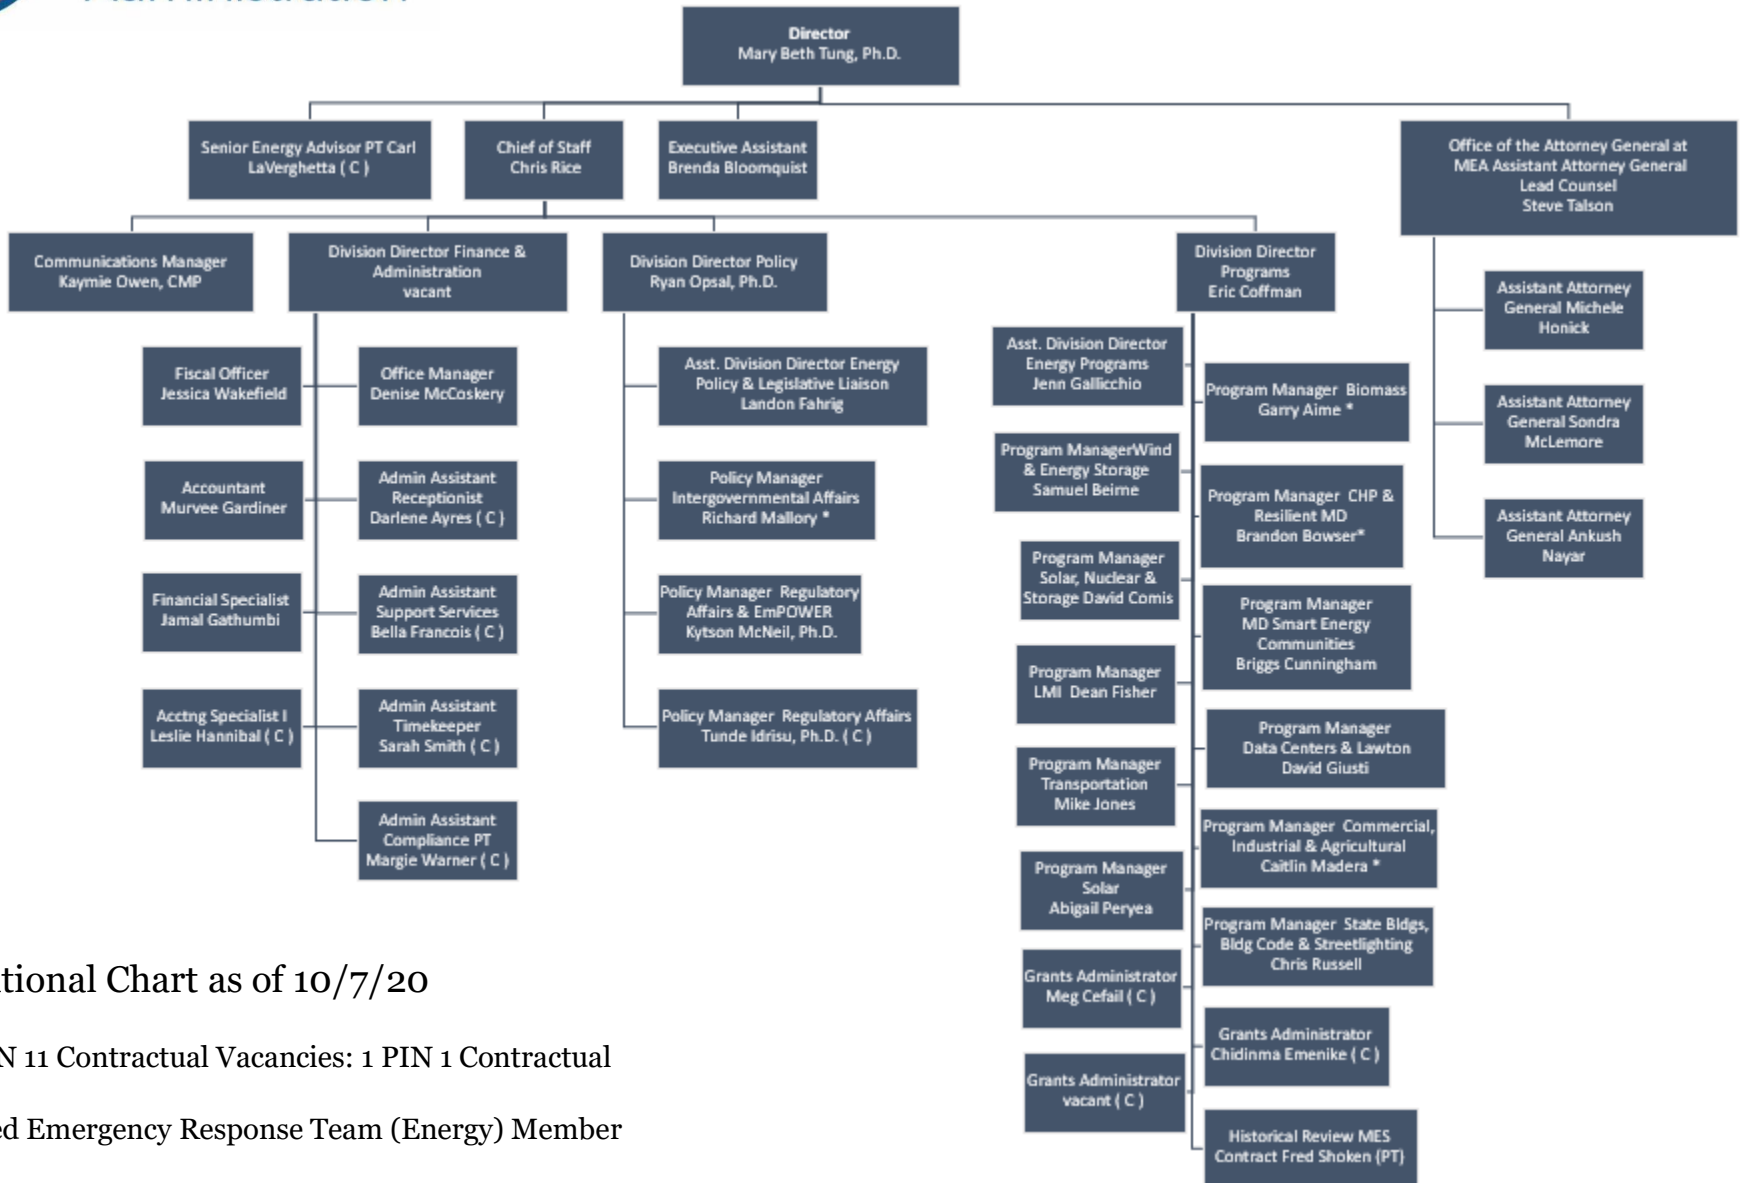 Administration
Director
Mary Beth Tung, Ph.D.
Senior Energy Advisor PT Carl
LaVerghetta ( C )
Chief of Staff
Chris Rice
Executive Assistant
Brenda Bloomquist
Office of the Attorney General at
MEA Assistant Attorney General
Lead Counsel
Steve Talson
Communications Manager
Kaymie Owen, CMP
Division Director Finance &
Administration
vacant
Division Director Policy
Ryan Opsal, Ph.D.
Division Director
Programs
Eric Coffman
Fiscal Officer
Jessica Wakefield
Accountant
Murvee Gardiner
Financial Specialist
Jamal Gathumbi
Acctng Specialist I
Leslie Hannibal ( C )
Office Manager
Denise McCoskery
Admin Assistant
Receptionist
Darlene Ayres ( C )
Admin Assistant
Support Services
Bella Francois ( C )
Admin Assistant
Timekeeper
Sarah Smith ( C )
Admin Assistant
Compliance PT
Margie Warner ( C )
Asst. Division Director Energy
Policy & Legislative Liaison
Landon Fahrig
Policy Manager
Intergovernmental Affairs
Richard Mallory *
Policy Manager Regulatory
Affairs & EmPOWER
Kytson McNeil, Ph.D.
Policy Manager Regulatory Affairs
Tunde Idrisu, Ph.D. ( C )
Asst. Division Director
Energy Programs
Jenn Gallicchio
Program ManagerWind
& Energy Storage
Samuel Beirne
Program Manager
Solar, Nuclear &
Storage David Comis
Program Manager
LMI Dean Fisher
Program Manager
Transportation
Mike Jones
Program Manager
Solar
Abigail Peryea
Grants Administrator
Meg Cefail ( C )
Grants Administrator
vacant ( C )
Program Manager Biomass
Garry Aime *
Program Manager CHP &
Resilient MD
Brandon Bowser*
Program Manager
MD Smart Energy
Communities
Briggs Cunningham
Program Manager
Data Centers & Lawton
David Giusti
Program Manager Commercial,
Industrial & Agricultural
Caitlin Madera *
Program Manager State Bldgs,
Bldg Code & Streetlighting
Chris Russell
Grants Administrator
Chidinma Emenike ( C )
Historical Review MES
Contract Fred Shoken (PT)
Assistant Attorney
General Michele
Honick
Assistant Attorney
General Sondra
McLemore
Assistant Attorney
General Ankush
Nayar
tional Chart as of 10/7/20
N 11 Contractual Vacancies: 1 PIN 1 Contractual
ed Emergency Response Team (Energy) Member